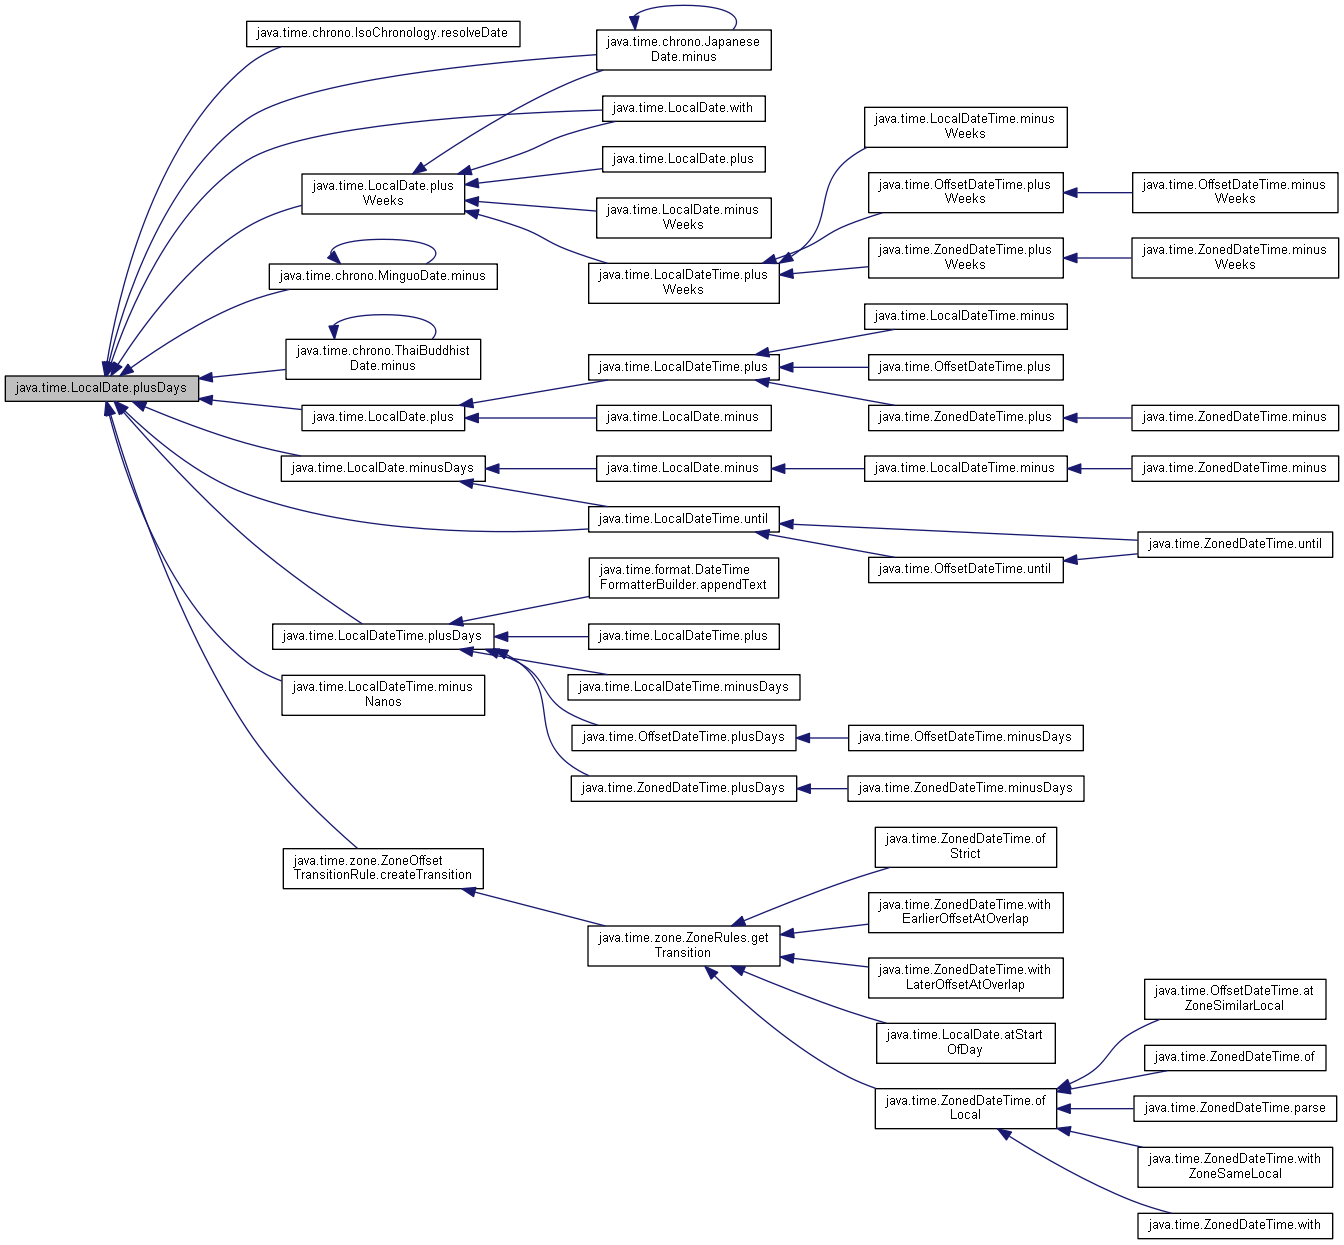 java.time.chrono.IsoChronology.resolveDate
java.time.chrono.Japanese
Date.minus
java.time.LocalDate.with
java.time.LocalDateTime.minus
Weeks
java.time.LocalDate.plus
java.time.LocalDate.plus
Weeks
java.time.OffsetDateTime.plus
Weeks
java.time.OffsetDateTime.minus
Weeks
java.time.LocalDate.minus
Weeks
java.time.ZonedDateTime.plus
Weeks
java.time.ZonedDateTime.minus
Weeks
java.time.chrono.MinguoDate.minus
java.time.LocalDateTime.plus
Weeks
java.time.LocalDateTime.minus
java.time.chrono.ThaiBuddhist
Date.minus
java.time.LocalDateTime.plus
java.time.OffsetDateTime.plus
java.time.LocalDate.plusDays
java.time.LocalDate.plus
java.time.LocalDate.minus
java.time.ZonedDateTime.plus
java.time.ZonedDateTime.minus
java.time.LocalDate.minusDays
java.time.LocalDate.minus
java.time.LocalDateTime.minus
java.time.ZonedDateTime.minus
java.time.LocalDateTime.until
java.time.ZonedDateTime.until
java.time.OffsetDateTime.until
java.time.format.DateTime
FormatterBuilder.appendText
java.time.LocalDateTime.plusDays
java.time.LocalDateTime.plus
java.time.LocalDateTime.minus
Nanos
java.time.LocalDateTime.minusDays
java.time.OffsetDateTime.plusDays
java.time.OffsetDateTime.minusDays
java.time.ZonedDateTime.plusDays
java.time.ZonedDateTime.minusDays
java.time.ZonedDateTime.of
Strict
java.time.zone.ZoneOffset
TransitionRule.createTransition
java.time.ZonedDateTime.with
EarlierOffsetAtOverlap
java.time.zone.ZoneRules.get
Transition
java.time.ZonedDateTime.with
LaterOffsetAtOverlap
java.time.OffsetDateTime.at
ZoneSimilarLocal
java.time.LocalDate.atStart
OfDay
java.time.ZonedDateTime.of
java.time.ZonedDateTime.of
Local
java.time.ZonedDateTime.parse
java.time.ZonedDateTime.with
ZoneSameLocal
java.time.ZonedDateTime.with